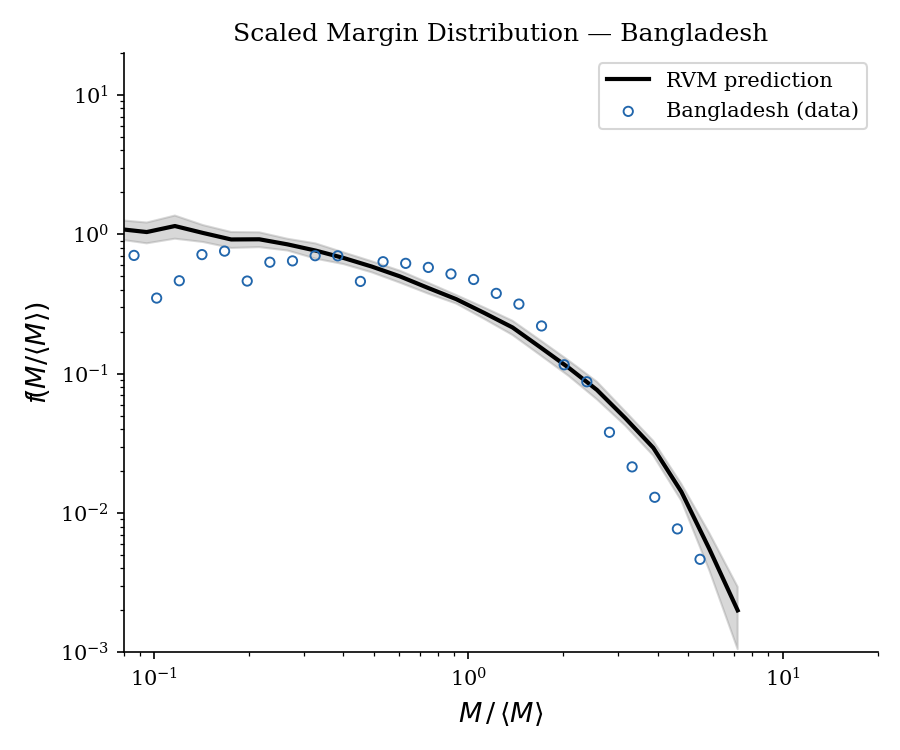 Scaled Margin Distribution — Bangladesh
RVM prediction
Bangladesh (data)
f(M/⟨M⟩)
10¹
10⁰
10⁻¹
10⁻²
10⁻³
10⁻¹ 10⁰ 10¹
M / ⟨M⟩